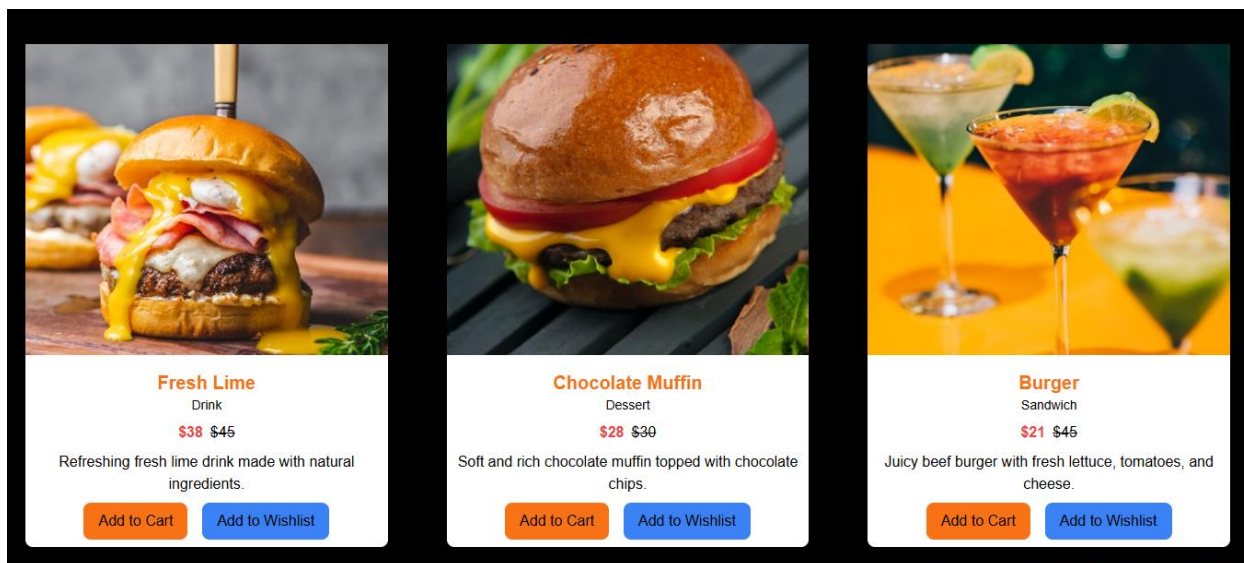 Fresh Lime
Drink
$38 $45
Refreshing fresh lime drink made with natural
ingredients.
Add to Cart Add to Wishlist
Chocolate Muffin
Dessert
$28 $30
Soft and rich chocolate muffin topped with chocolate
chips.
Add to Cart Add to Wishlist
Burger
Sandwich
$21 $45
Juicy beef burger with fresh lettuce, tomatoes, and
cheese.
Add to Cart Add to Wishlist